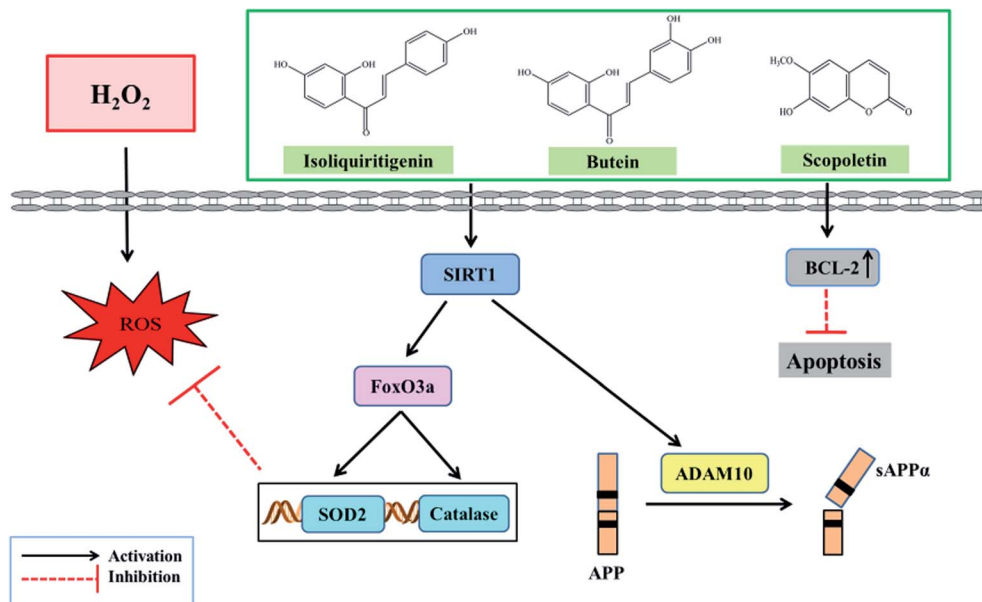 H₂O₂
HO
OH
O
OH
Isoliquiritigenin
HO
OH
O
OH
OH
Butein
H₃CO
HO
O
O
Scopoletin
ROS
SIRT1
BCL-2
Apoptosis
FoxO3a
SOD2
Catalase
ADAM10
sAPPα
APP
Activation
Inhibition